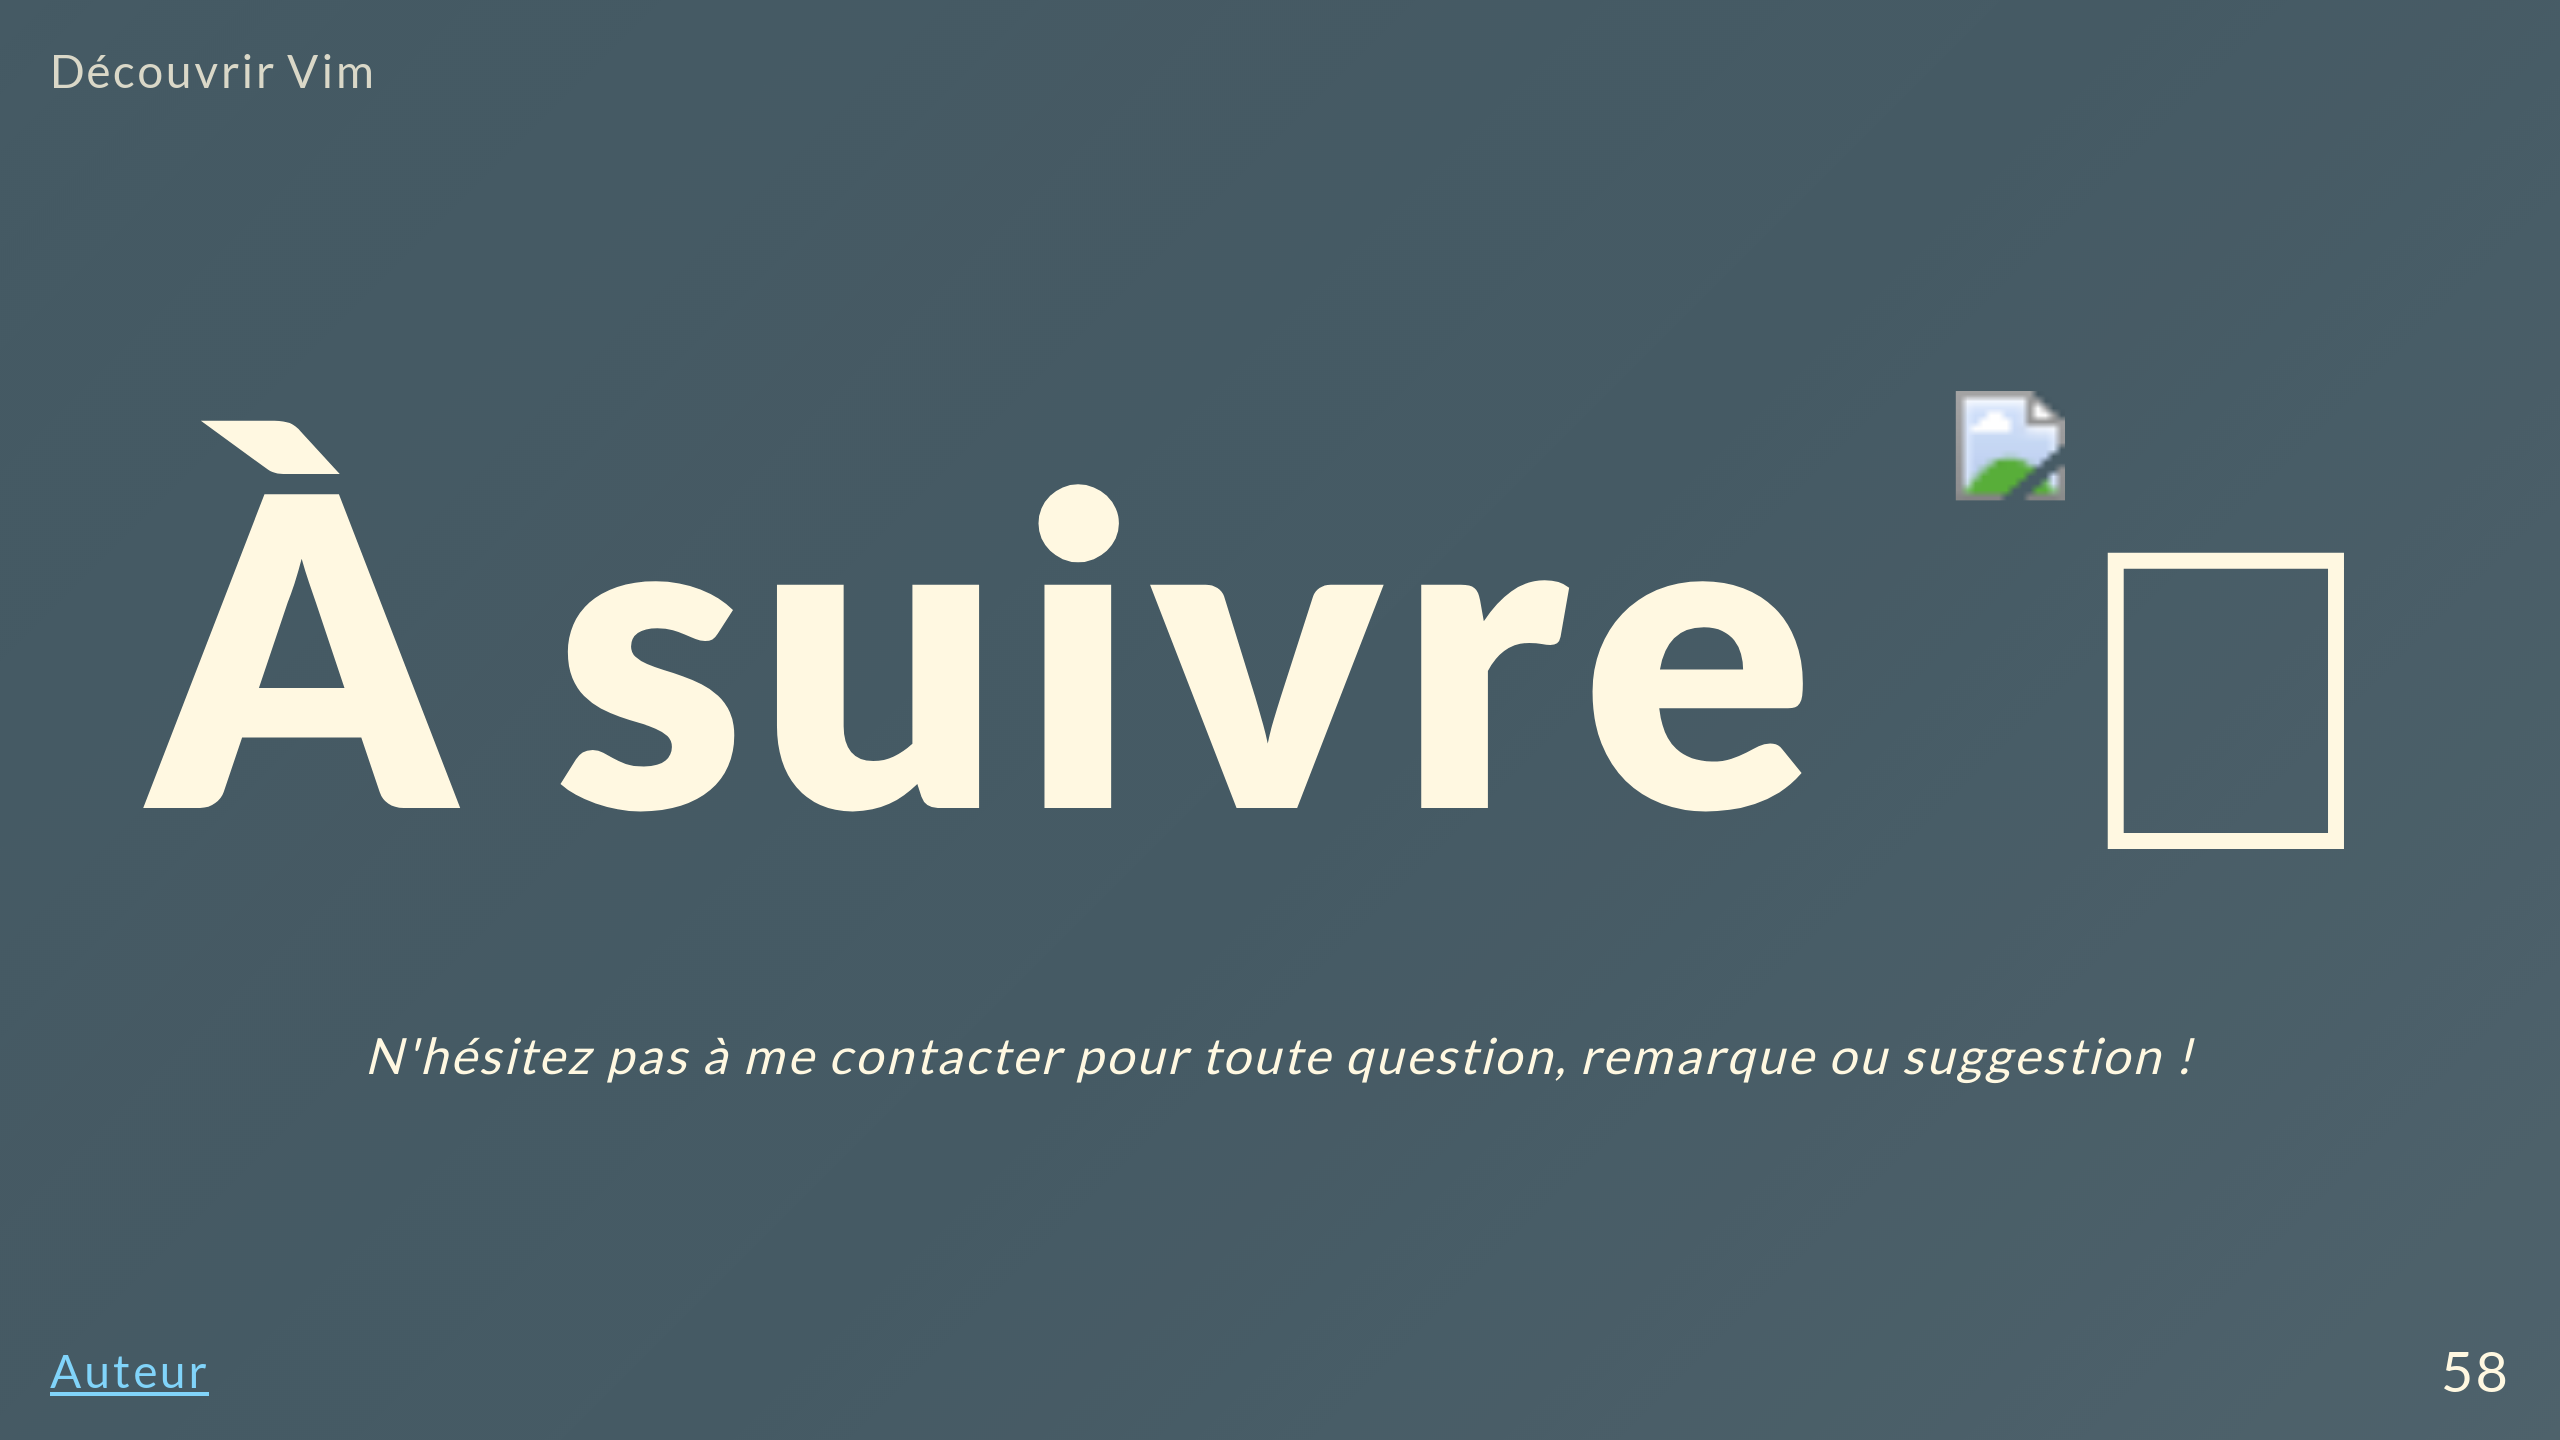 Découvrir Vim
À suivre
N'hésitez pas à me contacter pour toute question, remarque ou suggestion !
Auteur
58